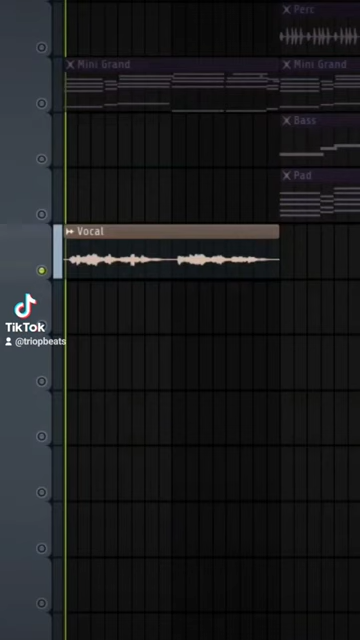 Perc
Mini Grand
Mini Grand
Bass
Pad
Vocal
TikTok
@triopbeats